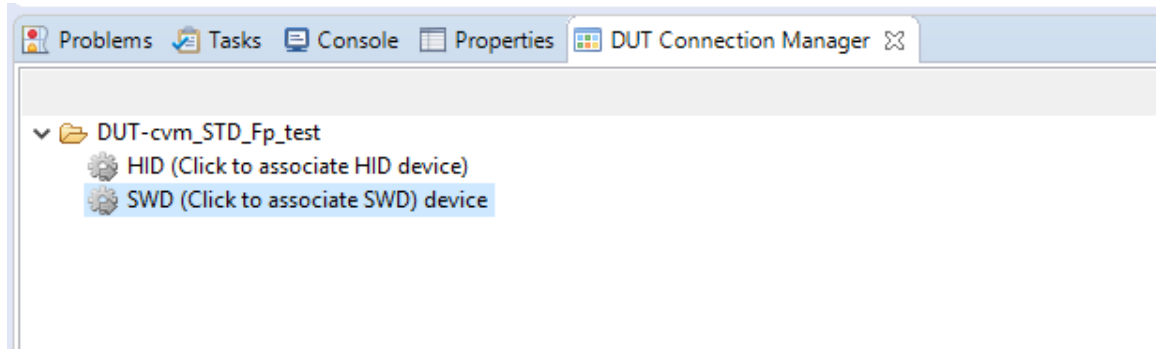 Problems Tasks Console Properties DUT Connection Manager
DUT-cvm_STD_Fp_test
HID (Click to associate HID device)
SWD (Click to associate SWD) device